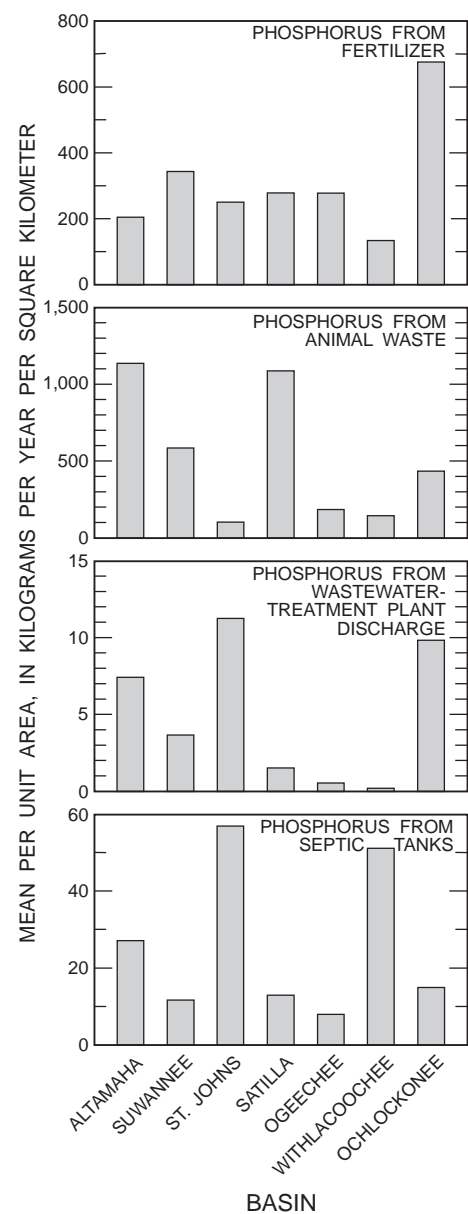 MEAN PER UNIT AREA, IN KILOGRAMS PER YEAR PER SQUARE KILOMETER
PHOSPHORUS FROM
FERTILIZER
800
600
400
200
0
PHOSPHORUS FROM
ANIMAL WASTE
1,500
1,000
500
0
PHOSPHORUS FROM
WASTEWATER-
TREATMENT PLANT
DISCHARGE
15
10
5
0
PHOSPHORUS FROM
SEPTIC TANKS
60
40
20
0
ALTAMAHA
SUWANNEE
ST. JOHNS
SATILLA
OGEECHEE
WITHLACOOCHEE
OCHLOCKONEE
BASIN